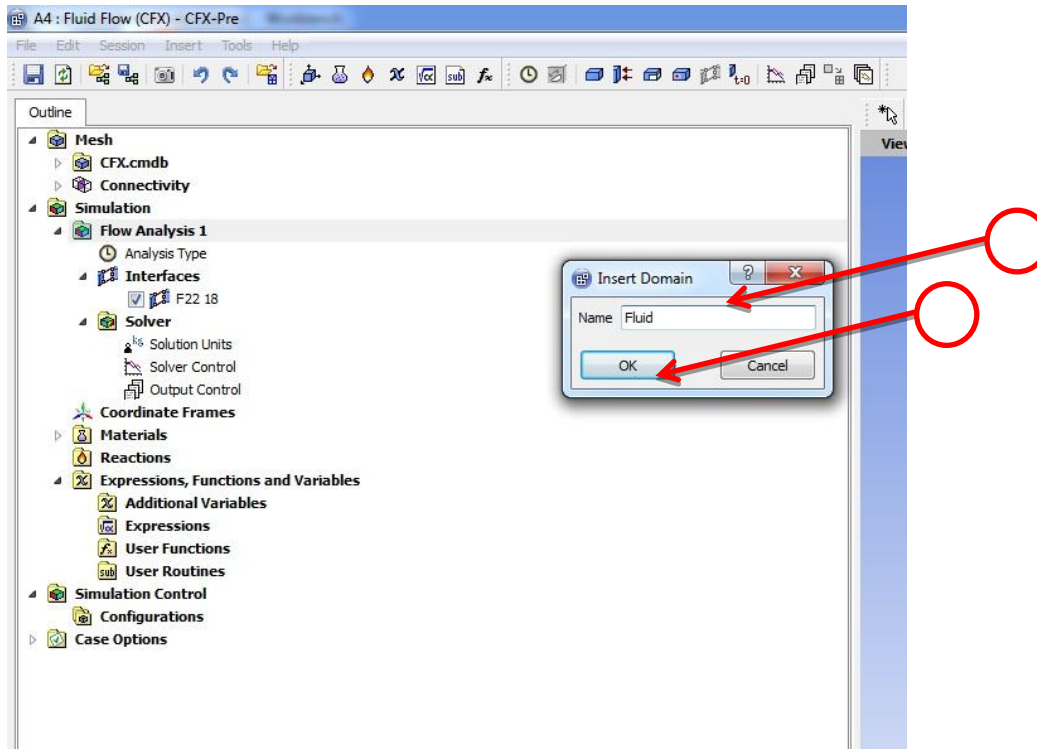 A4 : Fluid Flow (CFX) - CFX-Pre
File Edit Session Insert Tools Help
Outline
Mesh
CFX.cmdb
Connectivity
Simulation
Flow Analysis 1
Analysis Type
Interfaces
F22 18
Solver
Solution Units
Solver Control
Output Control
Coordinate Frames
Materials
Reactions
Expressions, Functions and Variables
Additional Variables
Expressions
User Functions
User Routines
Simulation Control
Configurations
Case Options
Insert Domain
Name Fluid
OK Cancel